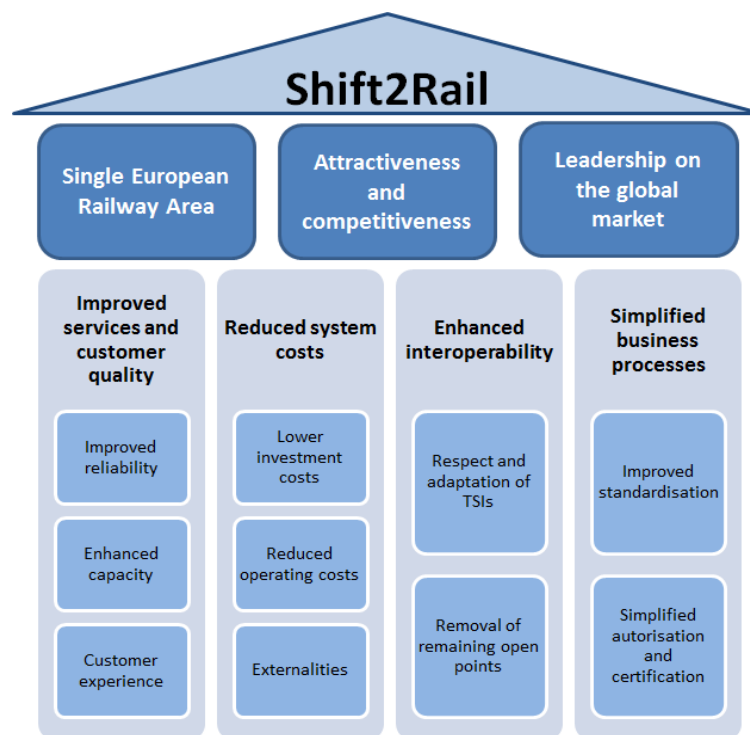 Shift2Rail
Single European
Railway Area
Attractiveness
and
competitiveness
Leadership on
the global
market
Improved
services and
customer
quality
Improved
reliability
Enhanced
capacity
Customer
experience
Reduced system
costs
Lower
investment
costs
Reduced
operating costs
Externalities
Enhanced
interoperability
Respect and
adaptation of
TSIs
Removal of
remaining open
points
Simplified
business
processes
Improved
standardisation
Simplified
autorisation
and
certification